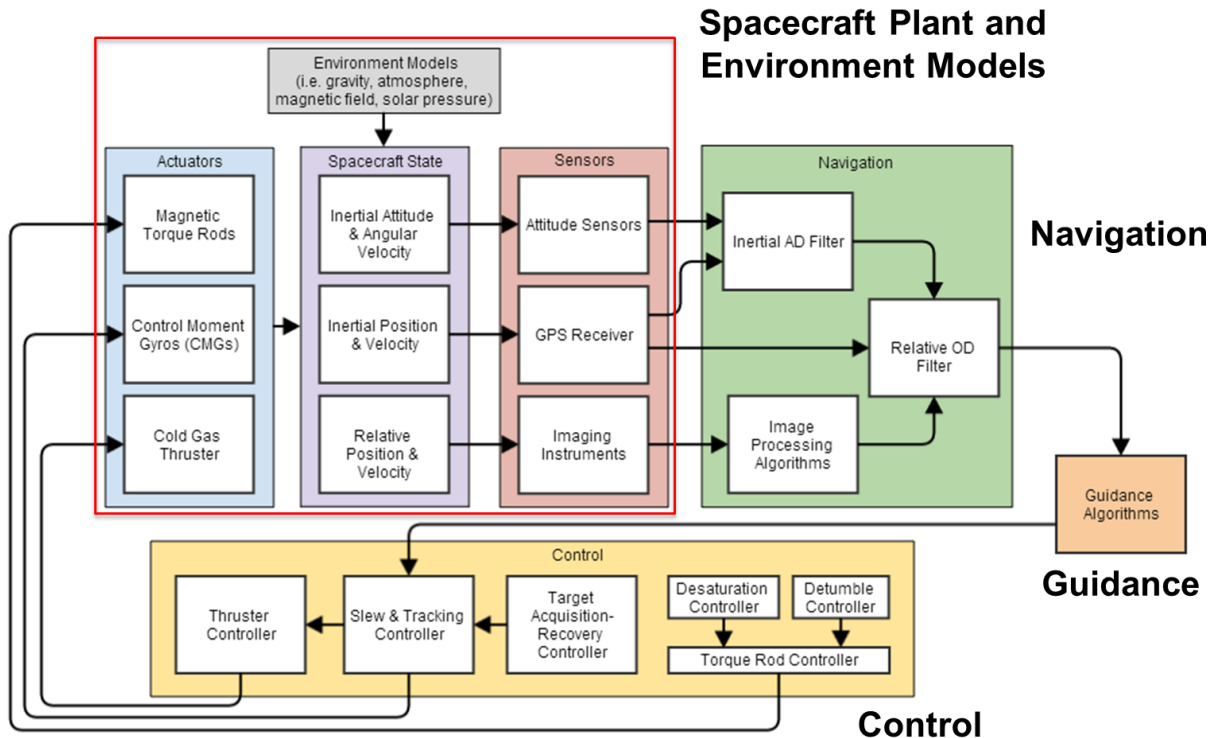 Spacecraft Plant and
Environment Models
Environment Models
(i.e. gravity, atmosphere,
magnetic field, solar pressure)
Actuators
Magnetic
Torque Rods
Control Moment
Gyros (CMGs)
Cold Gas
Thruster
Spacecraft State
Inertial Attitude
& Angular
Velocity
Inertial Position
& Velocity
Relative
Position &
Velocity
Sensors
Attitude Sensors
GPS Receiver
Imaging
Instruments
Navigation
Inertial AD Filter
Relative OD
Filter
Image
Processing
Algorithms
Navigation
Guidance
Algorithms
Guidance
Control
Thruster
Controller
Slew & Tracking
Controller
Target
Acquisition-
Recovery
Controller
Desaturation
Controller
Detumble
Controller
Torque Rod Controller
Control